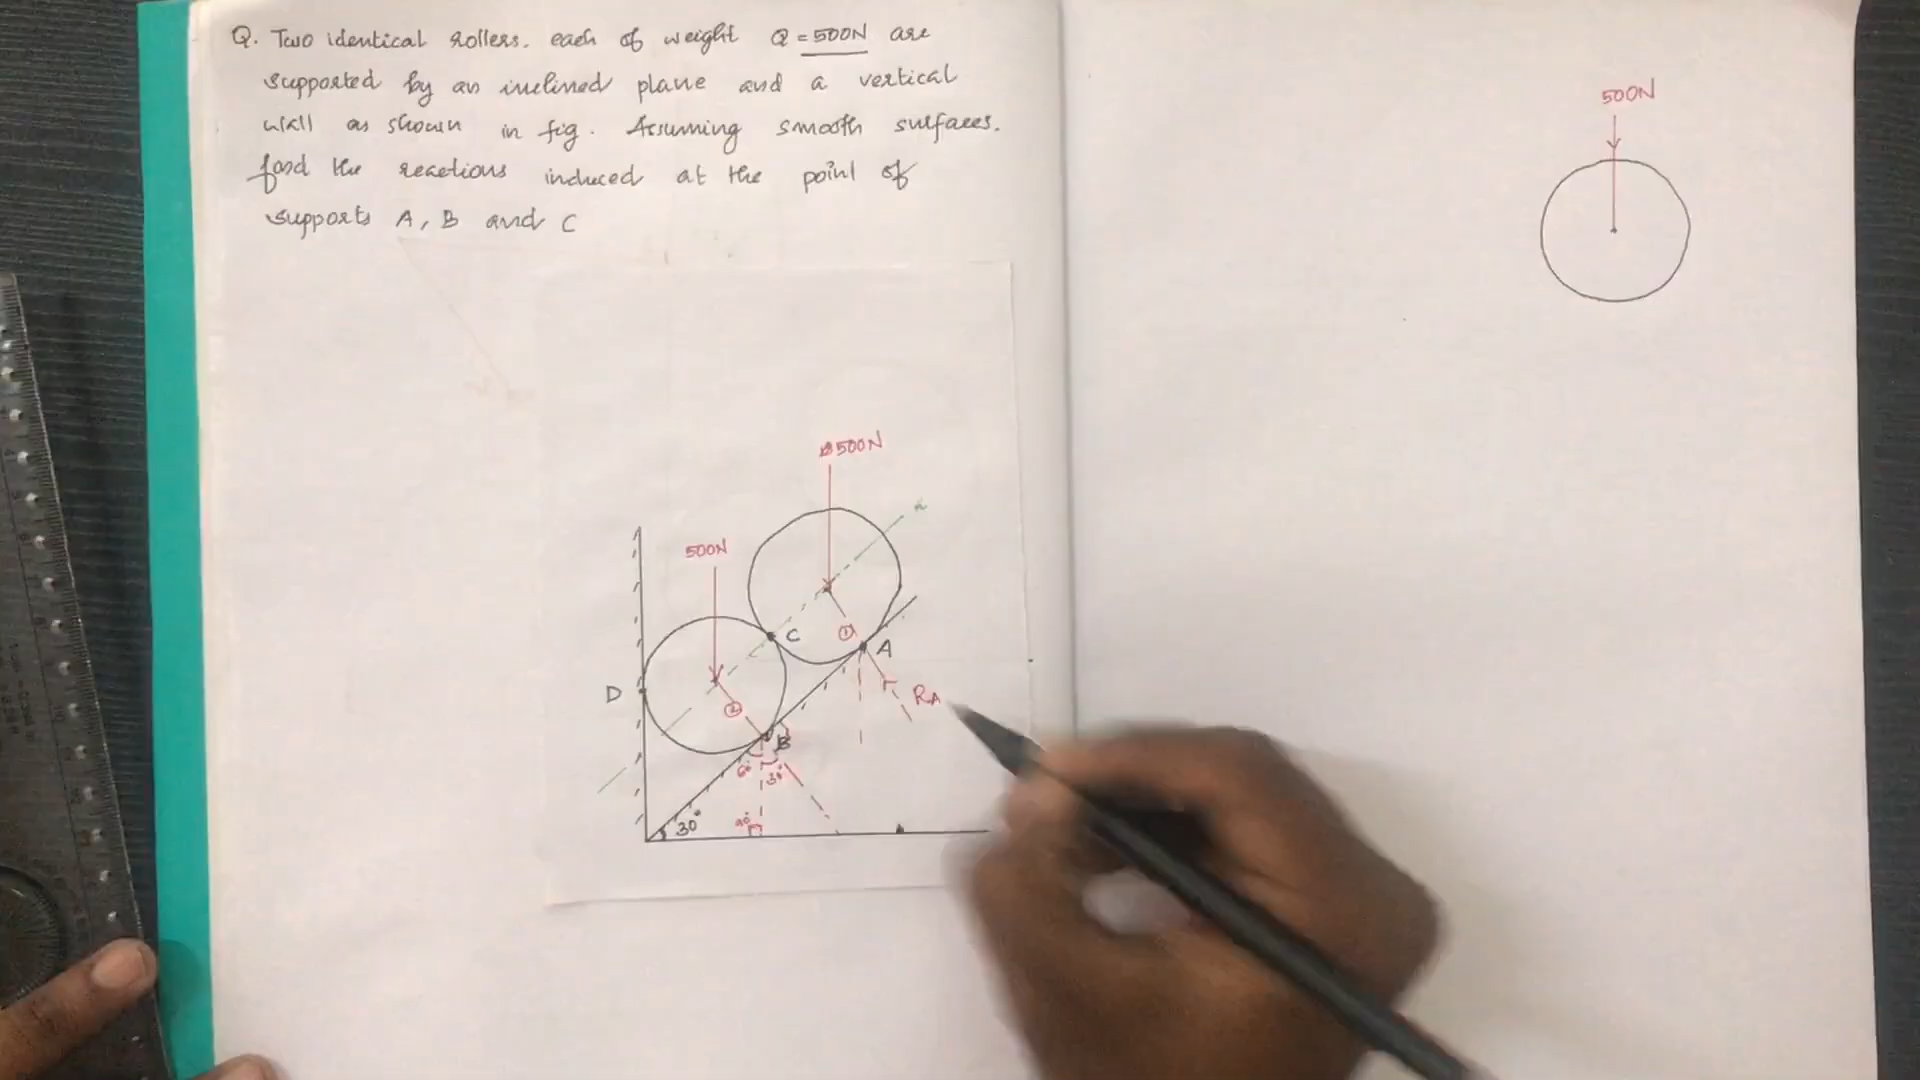 Q. Two identical rollers. each of weight Q = 500N are
supported by an inclined plane and a vertical
wall as shown in fig. Assuming smooth surfaces.
find the reactions induced at the point of
supports A, B and C
500N
500N
500N
C
1
A
D
2
RA
B
60°
30°
90°
30°